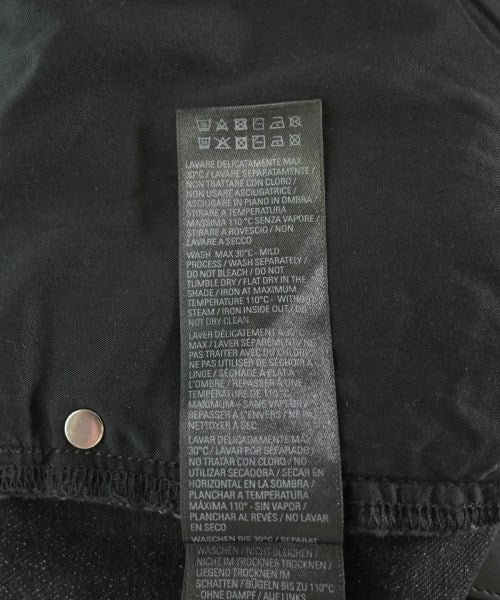 LAVARE DELICATAMENTE MAX
30°C / LAVARE SEPARATAMENTE /
NON TRATTARE CON CLORO /
NON USARE ASCIUGATRICE /
ASCIUGARE IN PIANO IN OMBRA /
STIRARE A TEMPERATURA
MASSIMA 110 °C SENZA VAPORE /
STIRARE A ROVESCIO / NON
LAVARE A SECCO
WASH MAX 30°C - MILD
PROCESS / WASH SEPARATELY /
DO NOT BLEACH / DO NOT
TUMBLE DRY / FLAT DRY IN THE
SHADE / IRON AT MAXIMUM
TEMPERATURE 110°C -
STEAM / IRON INSIDE OUT / DO
NOT DRY CLEAN
LAVER DÉLICATEMENT À 30°C
MAX / LAVER SÉPARÉMENT / NE
PAS TRAITER AVEC DU CHLORE
NE PAS UTILISER DE SÉCHOIR À
LINGE / SÉCHAGE À PLAT À
L'OMBRE / REPASSER À UNE
TEMPÉRATURE DE 110°C
MAXIMUM – SANS VAPEUR /
REPASSER À L'ENVERS / NE PAS
NETTOYER À SEC
LAVAR DELICADAMENTE MÁX
30°C / LAVAR POR SEPARADO /
NO TRATAR CON CLORO / NO
UTILIZAR SECADORA / SECAR EN
HORIZONTAL EN LA SOMBRA /
PLANCHAR A TEMPERATURA
MÁXIMA 110° - SIN VAPOR /
PLANCHAR AL REVÉS / NO LAVAR
EN SECO
WASCHEN BIS 30°C / SEPARAT
WASCHEN / NICHT BLEICHEN /
NICHT IM TROCKNER TROCKNEN /
LIEGEND TROCKNEN IM
SCHATTEN / BÜGELN BIS ZU 110°C
- OHNE DAMPF / AUF LINKS